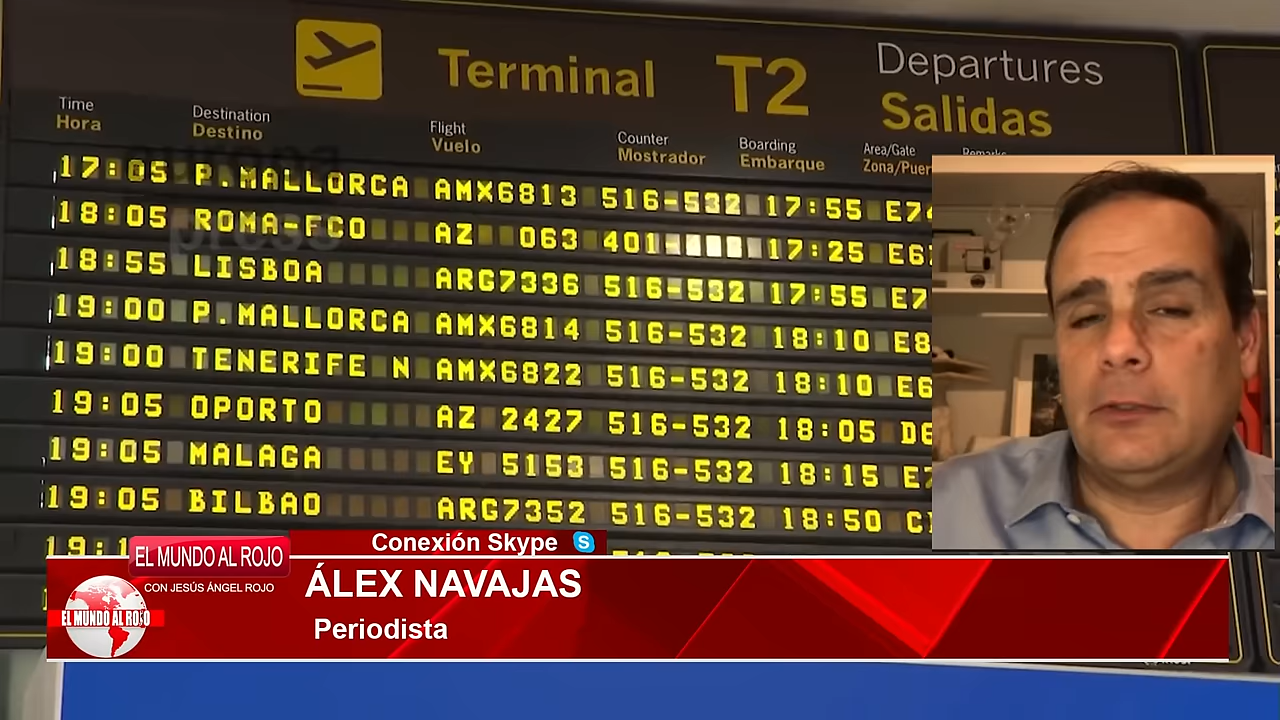 Terminal T2
Departures
Salidas
Time
Hora
Destination
Destino
Flight
Vuelo
Counter
Mostrador
Boarding
Embarque
Area/Gate
Remarks
17:05 P.MALLORCA AMX6813 516-532 17:55
18:05 ROMA-FCO AZ 063 401- 17:25
18:55 LISBOA ARG7336 516-532 17:55
19:00 P.MALLORCA AMX6814 516-532 18:10
19:00 TENERIFE N AMX6822 516-532 18:10
19:05 OPORTO AZ 2427 516-532 18:05
19:05 MALAGA EY 5153 516-532 18:15
19:05 BILBAO ARG7352 516-532 18:50
europa
press
Conexión Skype
EL MUNDO AL ROJO
CON JESÚS ÁNGEL ROJO
EL MUNDO AL ROJO
ÁLEX NAVAJAS
Periodista